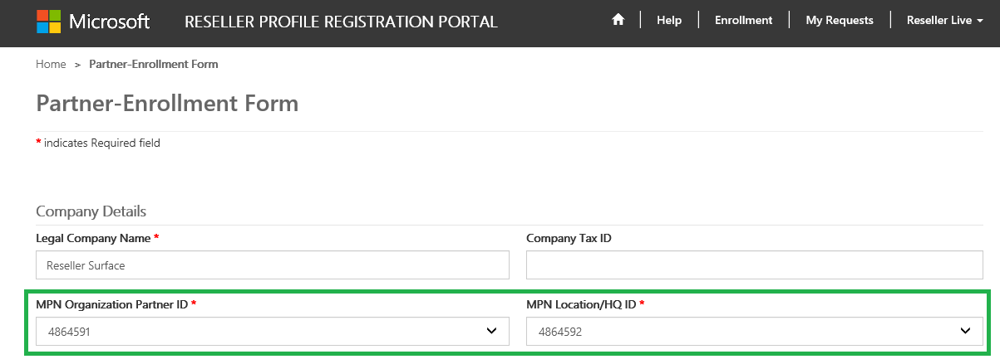 Microsoft RESELLER PROFILE REGISTRATION PORTAL Help Enrollment My Requests Reseller Live
Home > Partner-Enrollment Form
Partner-Enrollment Form
* indicates Required field
Company Details
Legal Company Name * Company Tax ID
Reseller Surface
MPN Organization Partner ID * MPN Location/HQ ID *
4864591 4864592